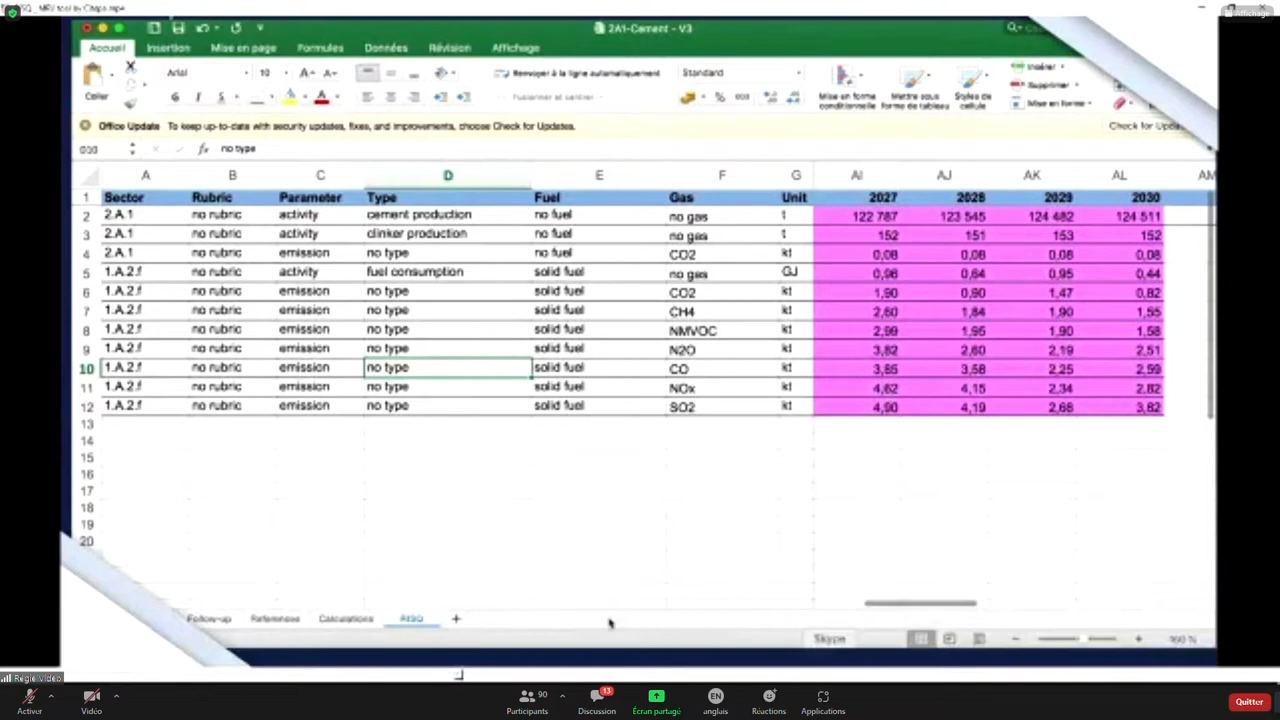 RISQ _ MRV tool by Citepa.mp4
Affichage
2A1-Cement - V3
Accueil Insertion Mise en page Formules Données Révision Affichage
Coller
Arial 10
Renvoyer à la ligne automatiquement
Fusionner et centrer
Standard
Mise en forme conditionnelle
Mettre sous forme de tableau
Styles de cellule
Insérer
Supprimer
Mise en forme
Office Update To keep up-to-date with security updates, fixes, and improvements, choose Check for Updates.
Check for Upda
fx no type
A B C D E F G AI AJ AK AL AM
1 Sector Rubric Parameter Type Fuel Gas Unit 2027 2028 2029 2030
2 2.A.1 no rubric activity cement production no fuel no gas t 122 787 123 545 124 482 124 511
3 2.A.1 no rubric activity clinker production no fuel no gas t 152 151 153 152
4 2.A.1 no rubric emission no type no fuel CO2 kt 0,08 0,08 0,08 0,08
5 1.A.2.f no rubric activity fuel consumption solid fuel no gas GJ 0,96 0,64 0,95 0,44
6 1.A.2.f no rubric emission no type solid fuel CO2 kt 1,90 0,90 1,47 0,82
7 1.A.2.f no rubric emission no type solid fuel CH4 kt 2,60 1,84 1,90 1,55
8 1.A.2.f no rubric emission no type solid fuel NMVOC kt 2,99 1,95 1,90 1,58
9 1.A.2.f no rubric emission no type solid fuel N2O kt 3,82 2,60 2,19 2,51
10 1.A.2.f no rubric emission no type solid fuel CO kt 3,85 3,58 2,25 2,59
11 1.A.2.f no rubric emission no type solid fuel NOx kt 4,62 4,15 2,34 2,82
12 1.A.2.f no rubric emission no type solid fuel SO2 kt 4,90 4,19 2,68 3,82
13
14
15
16
17
18
19
20
Follow-up References Calculations RISQ +
Skype
160 %
Regie Video
Activer Vidéo
90
Participants
13
Discussion
Écran partagé
EN
anglais
Réactions
Applications
Quitter